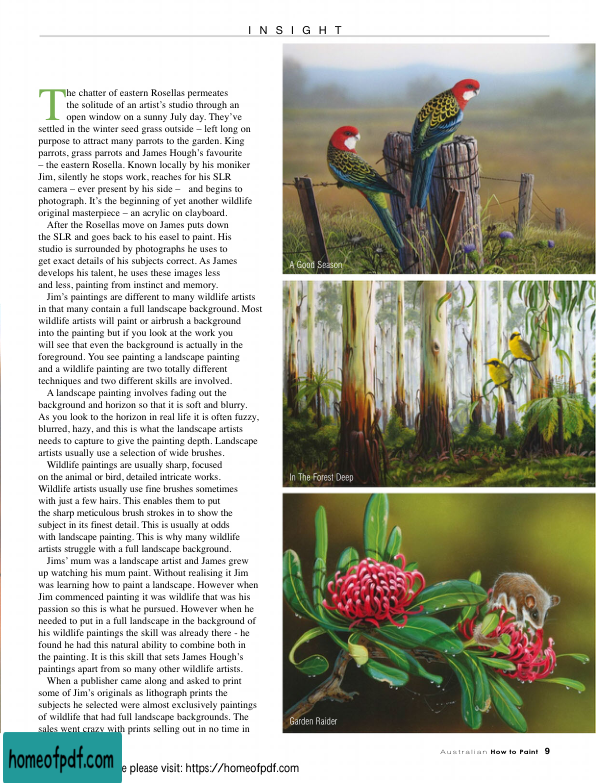 INSIGHT
The chatter of eastern Rosellas permeates
the solitude of an artist's studio through an
open window on a sunny July day. They've
settled in the winter seed grass outside – left long on
purpose to attract many parrots to the garden. King
parrots, grass parrots and James Hough's favourite
– the eastern Rosella. Known locally by his moniker
Jim, silently he stops work, reaches for his SLR
camera – ever present by his side – and begins to
photograph. It's the beginning of yet another wildlife
original masterpiece – an acrylic on clayboard.
After the Rosellas move on James puts down
the SLR and goes back to his easel to paint. His
studio is surrounded by photographs he uses to
get exact details of his subjects correct. As James
develops his talent, he uses these images less
and less, painting from instinct and memory.
Jim's paintings are different to many wildlife artists
in that many contain a full landscape background. Most
wildlife artists will paint or airbrush a background
into the painting but if you look at the work you
will see that even the background is actually in the
foreground. You see painting a landscape painting
and a wildlife painting are two totally different
techniques and two different skills are involved.
A landscape painting involves fading out the
background and horizon so that it is soft and blurry.
As you look to the horizon in real life it is often fuzzy,
blurred, hazy, and this is what the landscape artists
needs to capture to give the painting depth. Landscape
artists usually use a selection of wide brushes.
Wildlife paintings are usually sharp, focused
on the animal or bird, detailed intricate works.
Wildlife artists usually use fine brushes sometimes
with just a few hairs. This enables them to put
the sharp meticulous brush strokes in to show the
subject in its finest detail. This is usually at odds
with landscape painting. This is why many wildlife
artists struggle with a full landscape background.
Jims' mum was a landscape artist and James grew
up watching his mum paint. Without realising it Jim
was learning how to paint a landscape. However when
Jim commenced painting it was wildlife that was his
passion so this is what he pursued. However when he
needed to put in a full landscape in the background of
his wildlife paintings the skill was already there - he
found he had this natural ability to combine both in
the painting. It is this skill that sets James Hough's
paintings apart from so many other wildlife artists.
When a publisher came along and asked to print
some of Jim's originals as lithograph prints the
subjects he selected were almost exclusively paintings
of wildlife that had full landscape backgrounds. The
sales went crazy with prints selling out in no time in
A Good Season
In The Forest Deep
Garden Raider
Australian How to Paint 9
homeofpdf.com
please visit: https://homeofpdf.com